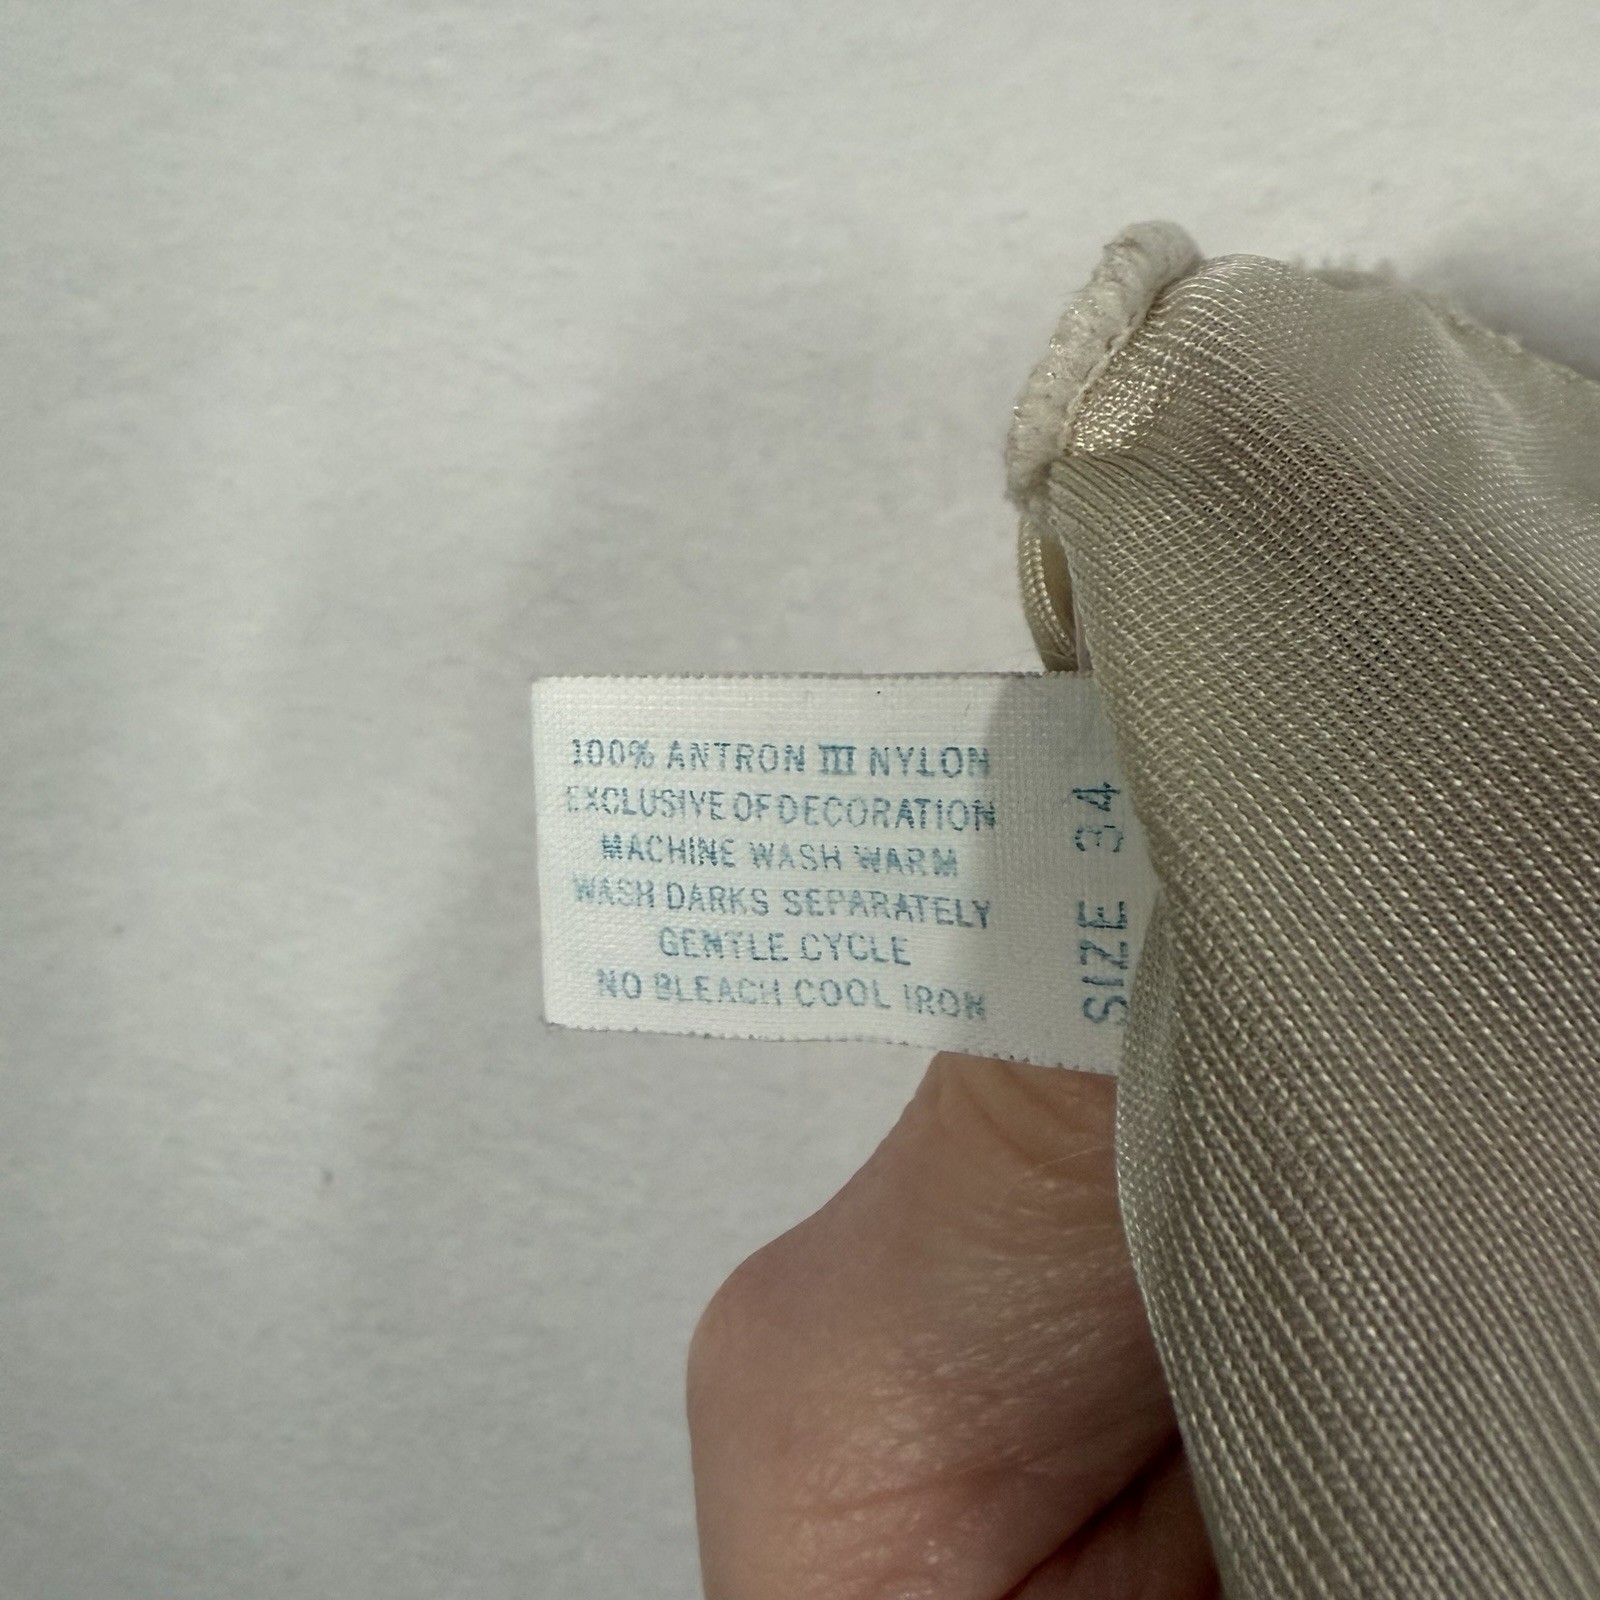 100% ANTRON III NYLON
EXCLUSIVE OF DECORATION
MACHINE WASH WARM
WASH DARKS SEPARATELY
GENTLE CYCLE
NO BLEACH COOL IRON
SIZE 34